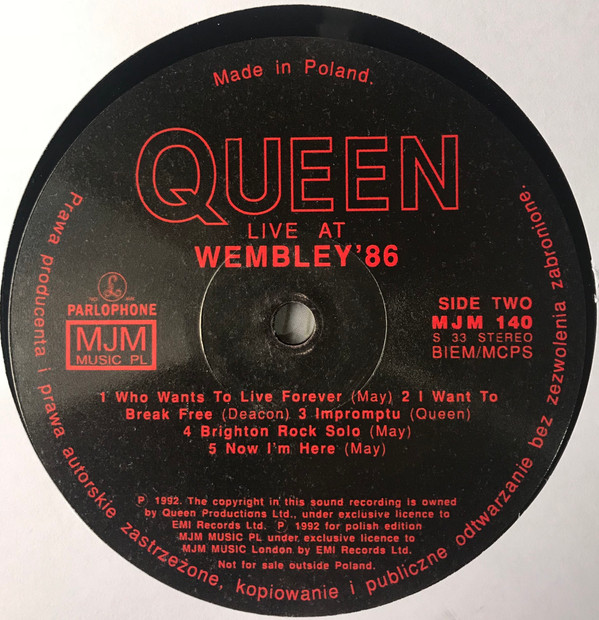 Made in Poland.
QUEEN
LIVE AT
WEMBLEY'86
PARLOPHONE
MJM
MUSIC PL
SIDE TWO
MJM 140
S 33 STEREO
BIEM/MCPS
1 Who Wants To Live Forever (May) 2 I Want To
Break Free (Deacon) 3 Impromptu (Queen)
4 Brighton Rock Solo (May)
5 Now I'm Here (May)
Ⓟ 1992. The copyright in this sound recording is owned
by Queen Productions Ltd., under exclusive licence to
EMI Records Ltd. Ⓟ 1992 for polish edition
MJM MUSIC PL under exclusive licence to
MJM MUSIC London by EMI Records Ltd.
Not for sale outside Poland.
Prawa producenta i prawa autorskie zastrzeżone, kopiowanie i publiczne odtwarzanie bez zezwolenia zabronione.